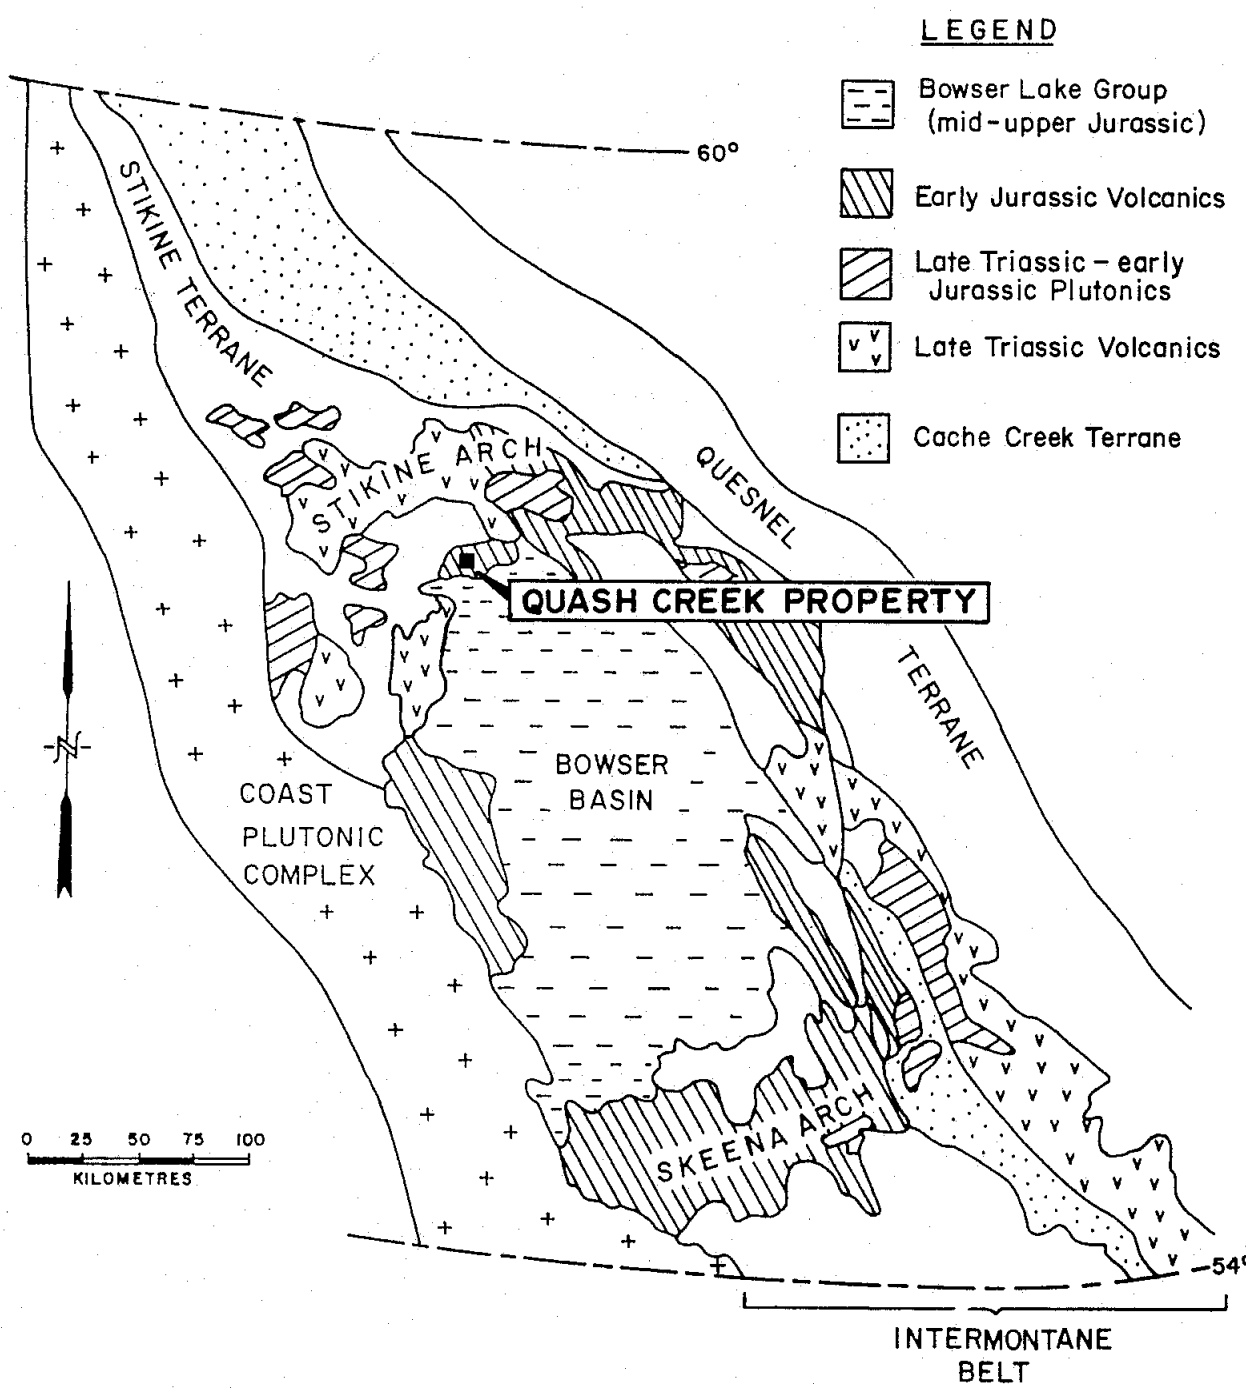 LEGEND
Bowser Lake Group
(mid-upper Jurassic)
Early Jurassic Volcanics
Late Triassic - early
Jurassic Plutonics
Late Triassic Volcanics
Cache Creek Terrane
60°
STIKINE TERRANE
STIKINE ARCH
QUESNEL
TERRANE
QUASH CREEK PROPERTY
N
BOWSER
BASIN
COAST
PLUTONIC
COMPLEX
SKEENA ARCH
0 25 50 75 100
KILOMETRES
54°
INTERMONTANE
BELT